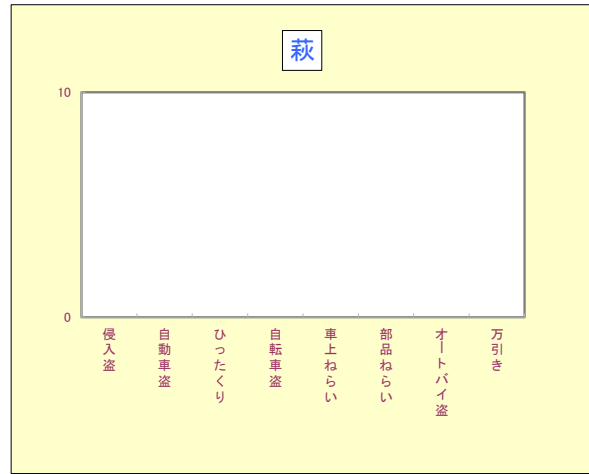 萩
10
0
侵入盗
自動車盗
ひったくり
自転車盗
車上ねらい
部品ねらい
オートバイ盗
万引き